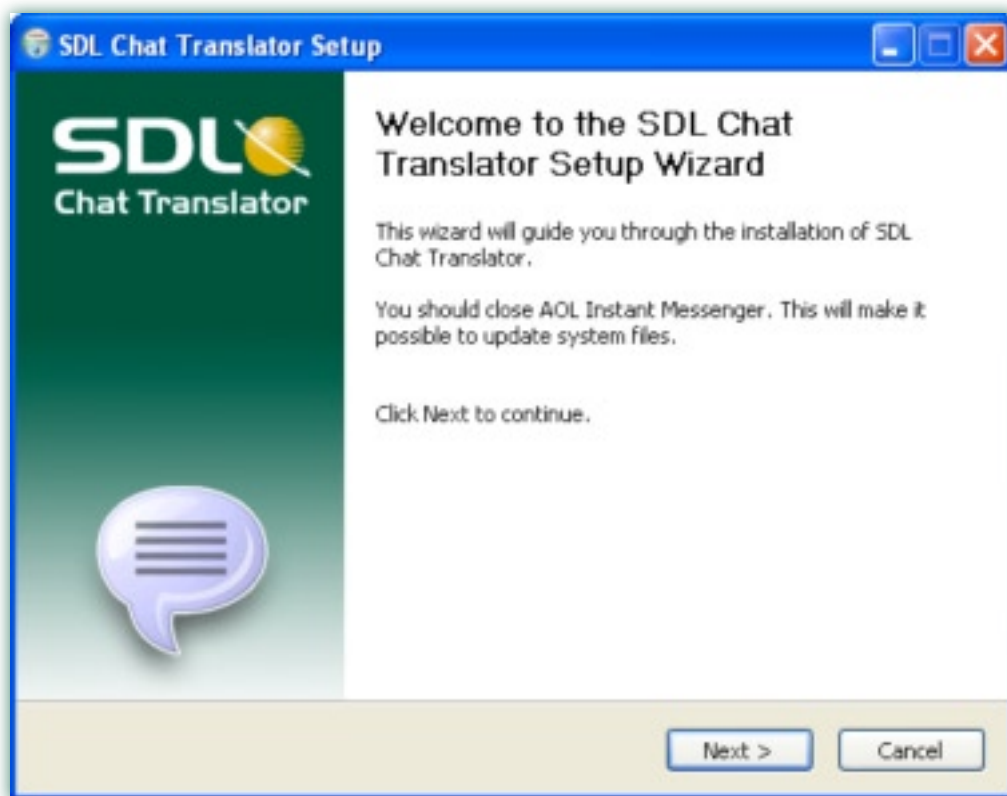 SDL Chat Translator Setup
SDL
Chat Translator
Welcome to the SDL Chat
Translator Setup Wizard
This wizard will guide you through the installation of SDL
Chat Translator.
You should close AOL Instant Messenger. This will make it
possible to update system files.
Click Next to continue.
Next >
Cancel